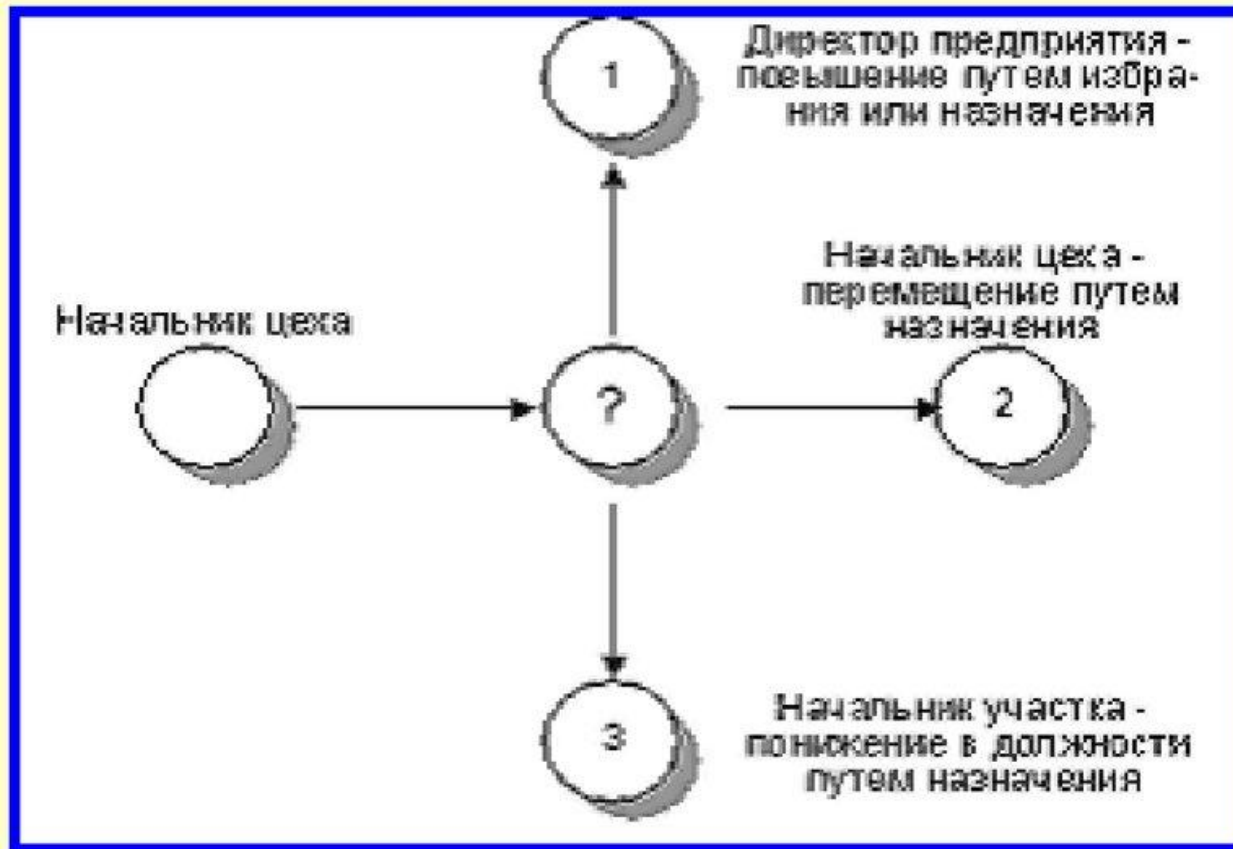 1
Директор предприятия -
повышение путем избра-
ния или назначения
Начальник цеха
?
Начальник цеха -
перемещение путем
назначения
2
3
Начальник участка -
понижение в должности
путем назначения